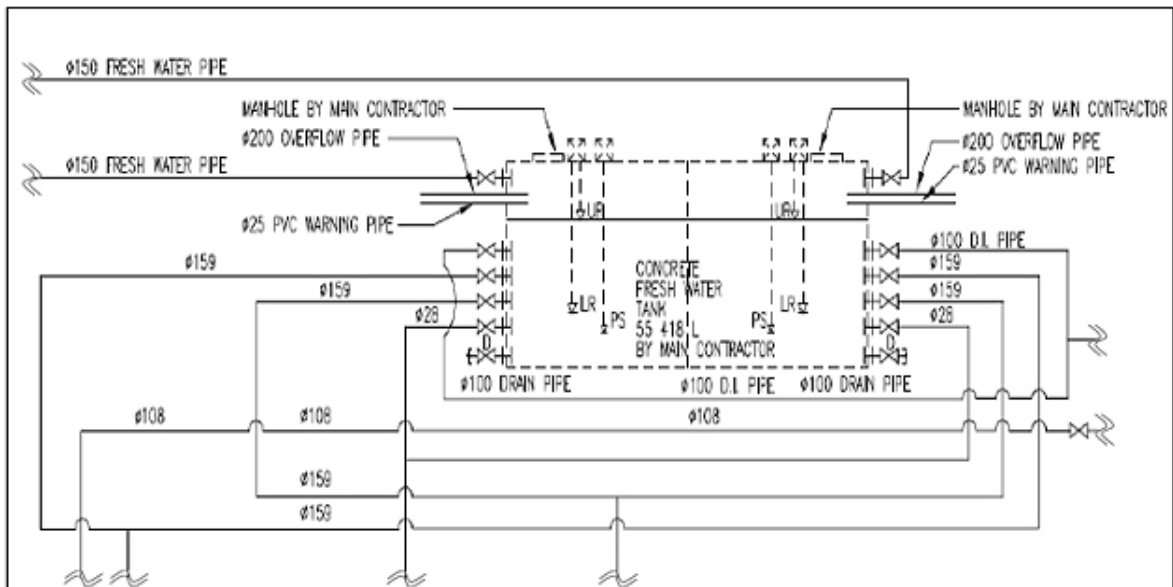 ø150 FRESH WATER PIPE
MANHOLE BY MAIN CONTRACTOR
MANHOLE BY MAIN CONTRACTOR
ø200 OVERFLOW PIPE
ø200 OVERFLOW PIPE
ø150 FRESH WATER PIPE
ø25 PVC WARNING PIPE
UR
UR
ø25 PVC WARNING PIPE
ø100 D.I. PIPE
ø159
ø159
CONCRETE
FRESH WATER
TANK
55 418 L
BY MAIN CONTRACTOR
ø159
ø159
LR
LR
PS
PS
ø28
ø28
D
D
ø100 DRAIN PIPE
ø100 D.I. PIPE
ø100 DRAIN PIPE
ø108
ø108
ø108
ø159
ø159